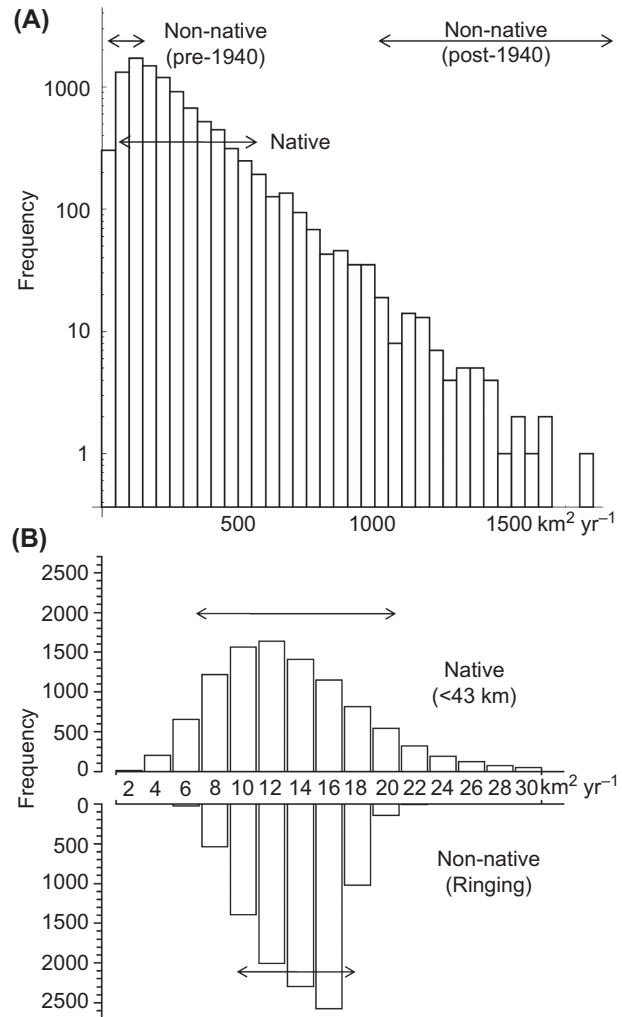 (A)
Non-native
(pre-1940)
Non-native
(post-1940)
Native
Frequency
1000
100
10
1
500
1000
1500 km² yr⁻¹
(B)
Frequency
2500
2000
1500
1000
500
0
Native
(<43 km)
2 4 6 8 10 12 14 16 18 20 22 24 26 28 30 km² yr⁻¹
0
500
1000
1500
2000
2500
Non-native
(Ringing)